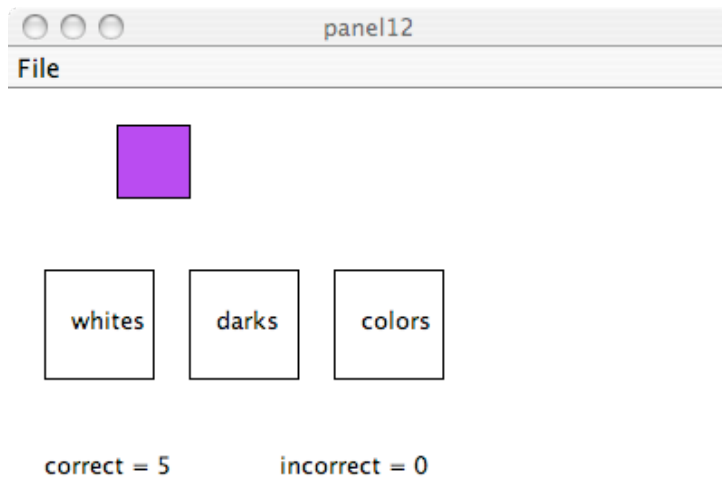 panel12
File
whites darks colors
correct = 5 incorrect = 0